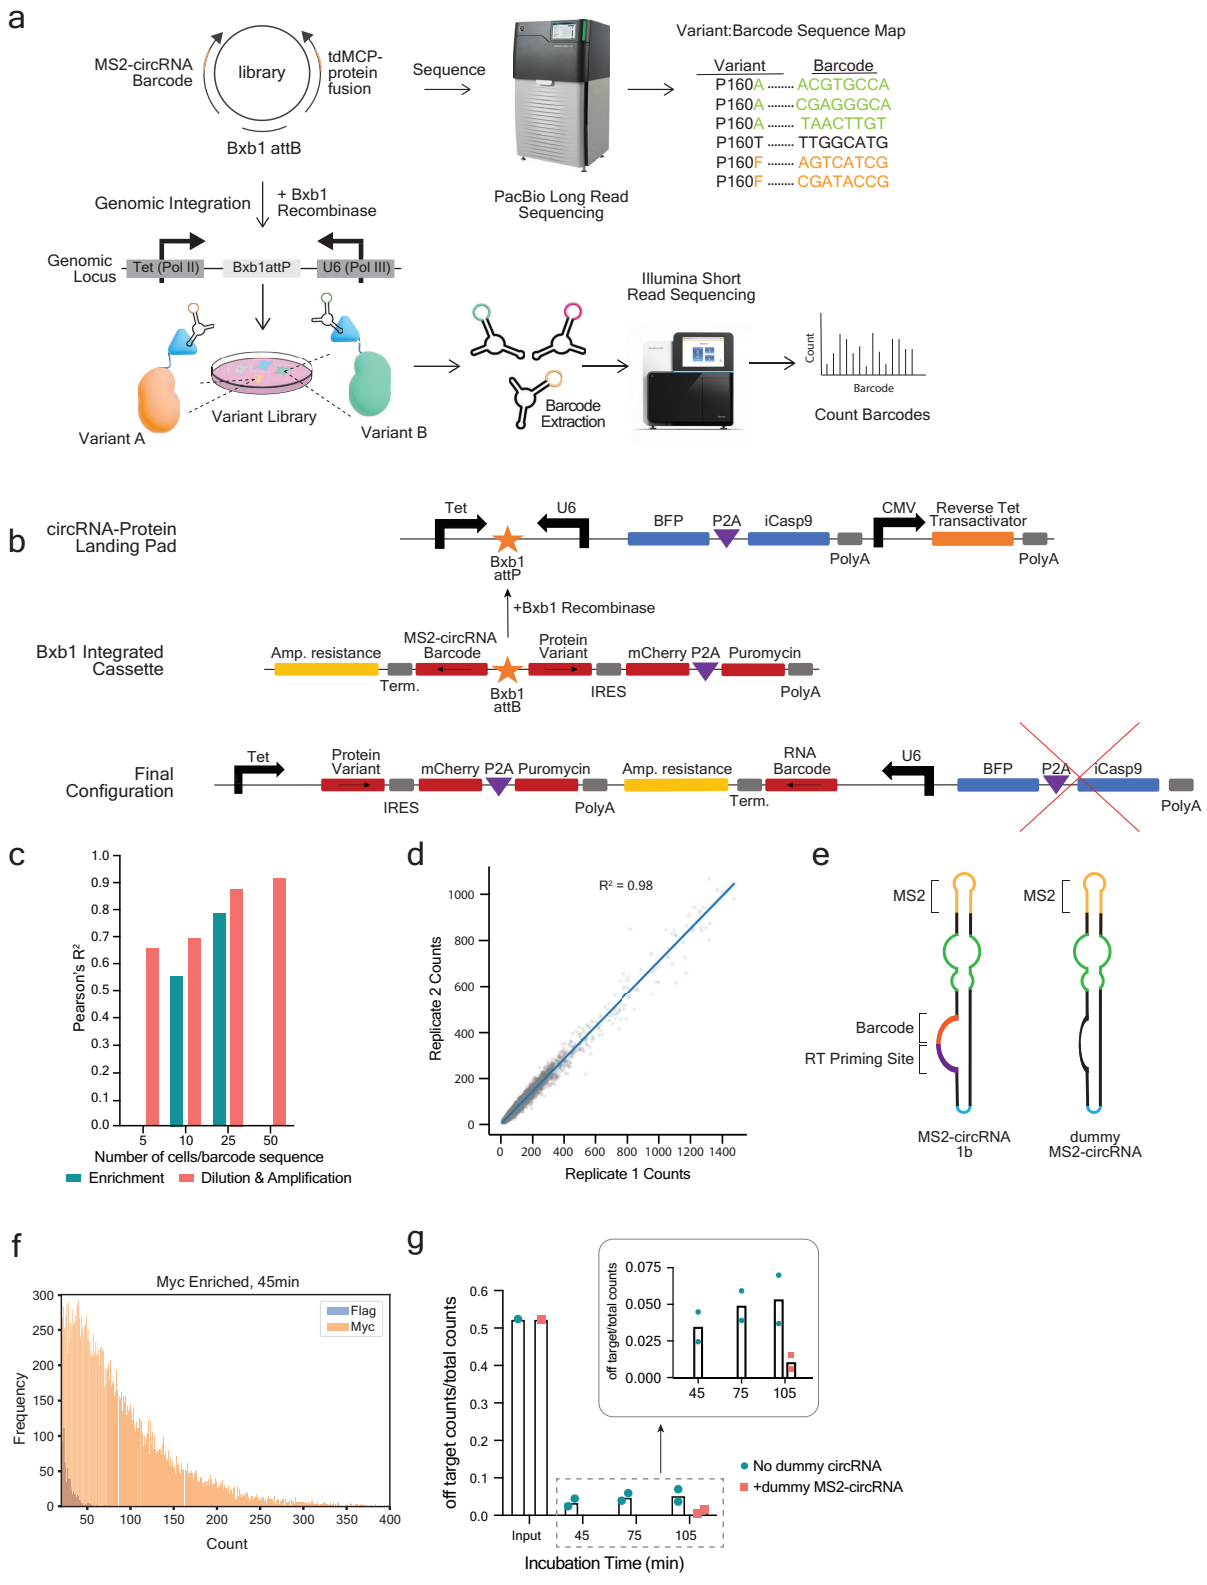 a
MS2-circRNA
Barcode
library
tdMCP-
protein
fusion
Bxb1 attB
Sequence
PacBio Long Read
Sequencing
Variant:Barcode Sequence Map
Variant Barcode
P160A ........ ACGTGCCA
P160A ........ CGAGGGCA
P160A ........ TAACTTGT
P160T ........ TTGGCATG
P160F ........ AGTCATCG
P160F ........ CGATACCG
Genomic Integration
+ Bxb1
Recombinase
Genomic
Locus
Tet (Pol II)
Bxb1attP
U6 (Pol III)
Variant A
Variant Library
Variant B
Barcode
Extraction
Illumina Short
Read Sequencing
Count
Barcode
Count Barcodes
b
circRNA-Protein
Landing Pad
Tet
U6
BFP
P2A
iCasp9
CMV
Reverse Tet
Transactivator
Bxb1
attP
PolyA
PolyA
+Bxb1 Recombinase
Bxb1 Integrated
Cassette
Amp. resistance
MS2-circRNA
Barcode
Protein
Variant
mCherry
P2A
Puromycin
Term.
Bxb1
attB
IRES
PolyA
Final
Configuration
Tet
Protein
Variant
mCherry
P2A
Puromycin
Amp. resistance
RNA
Barcode
U6
BFP
P2A
iCasp9
IRES
PolyA
Term.
PolyA
c
Pearson's R2
1.0
0.9
0.8
0.7
0.6
0.5
0.4
0.3
0.2
0.1
0.0
5 10 25 50
Number of cells/barcode sequence
Enrichment Dilution & Amplification
d
R2 = 0.98
Replicate 2 Counts
1000
800
600
400
200
0
0 200 400 600 800 1000 1200 1400
Replicate 1 Counts
e
MS2
Barcode
RT Priming Site
MS2-circRNA
1b
MS2
dummy
MS2-circRNA
f
Myc Enriched, 45min
Flag
Myc
Frequency
300
250
200
150
100
50
0
50 100 150 200 250 300 350 400
Count
g
off target counts/total counts
0.6
0.5
0.4
0.3
0.2
0.1
0.0
Input 45 75 105
Incubation Time (min)
off target/total counts
0.075
0.050
0.025
0.000
45 75 105
No dummy circRNA
+dummy MS2-circRNA